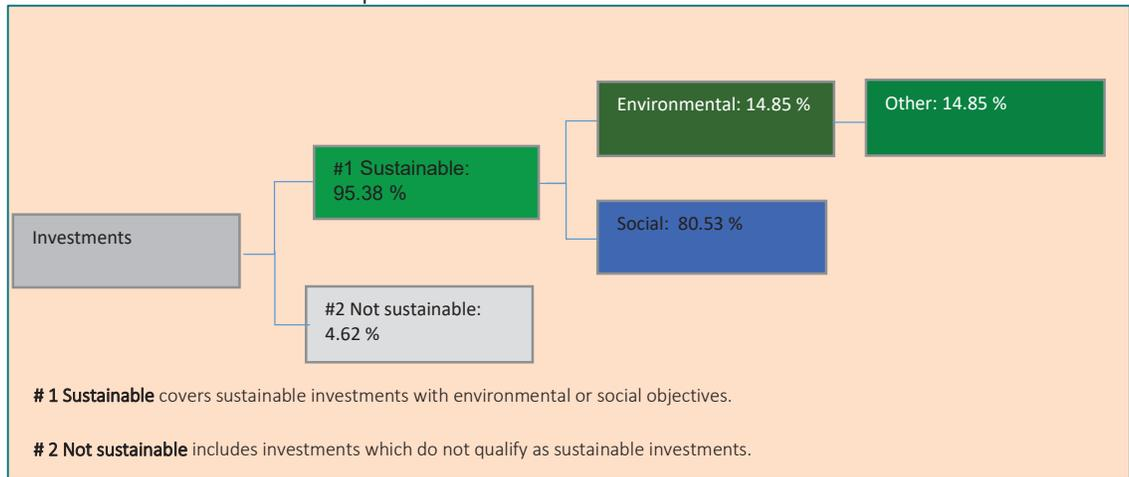 Environmental: 14.85 %
Other: 14.85 %
#1 Sustainable:
95.38 %
Social:  80.53 %
Investments
#2 Not sustainable:
4.62 %
# 1 Sustainable covers sustainable investments with environmental or social objectives.
# 2 Not sustainable includes investments which do not qualify as sustainable investments.